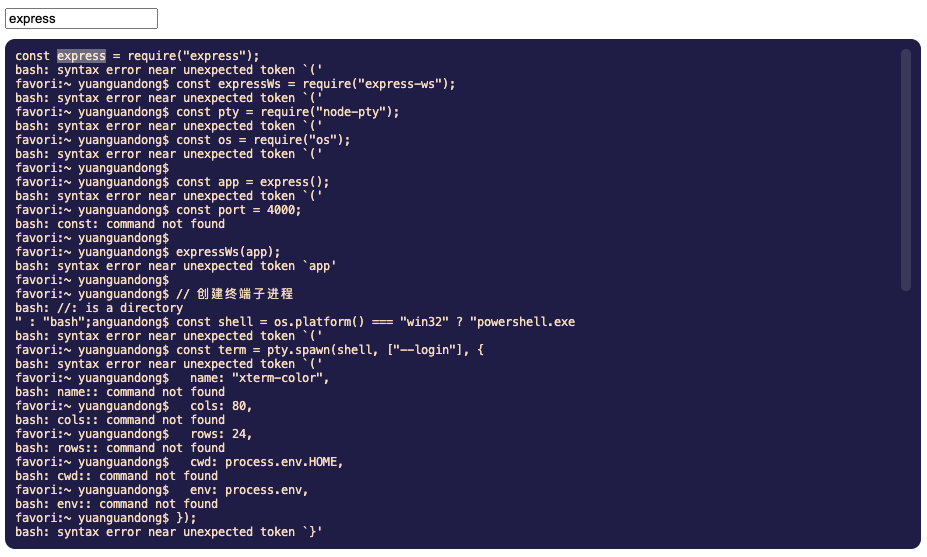 express
const express = require("express");
bash: syntax error near unexpected token `('
favori:~ yuanguandong$ const expressWs = require("express-ws");
bash: syntax error near unexpected token `('
favori:~ yuanguandong$ const pty = require("node-pty");
bash: syntax error near unexpected token `('
favori:~ yuanguandong$ const os = require("os");
bash: syntax error near unexpected token `('
favori:~ yuanguandong$
favori:~ yuanguandong$ const app = express();
bash: syntax error near unexpected token `('
favori:~ yuanguandong$ const port = 4000;
bash: const: command not found
favori:~ yuanguandong$
favori:~ yuanguandong$ expressWs(app);
bash: syntax error near unexpected token `app'
favori:~ yuanguandong$
favori:~ yuanguandong$ // 创建终端子进程
bash: //: is a directory
" : "bash";anguandong$ const shell = os.platform() === "win32" ? "powershell.exe
bash: syntax error near unexpected token `('
favori:~ yuanguandong$ const term = pty.spawn(shell, ["--login"], {
bash: syntax error near unexpected token `('
favori:~ yuanguandong$   name: "xterm-color",
bash: name:: command not found
favori:~ yuanguandong$   cols: 80,
bash: cols:: command not found
favori:~ yuanguandong$   rows: 24,
bash: rows:: command not found
favori:~ yuanguandong$   cwd: process.env.HOME,
bash: cwd:: command not found
favori:~ yuanguandong$   env: process.env,
bash: env:: command not found
favori:~ yuanguandong$ });
bash: syntax error near unexpected token `}'